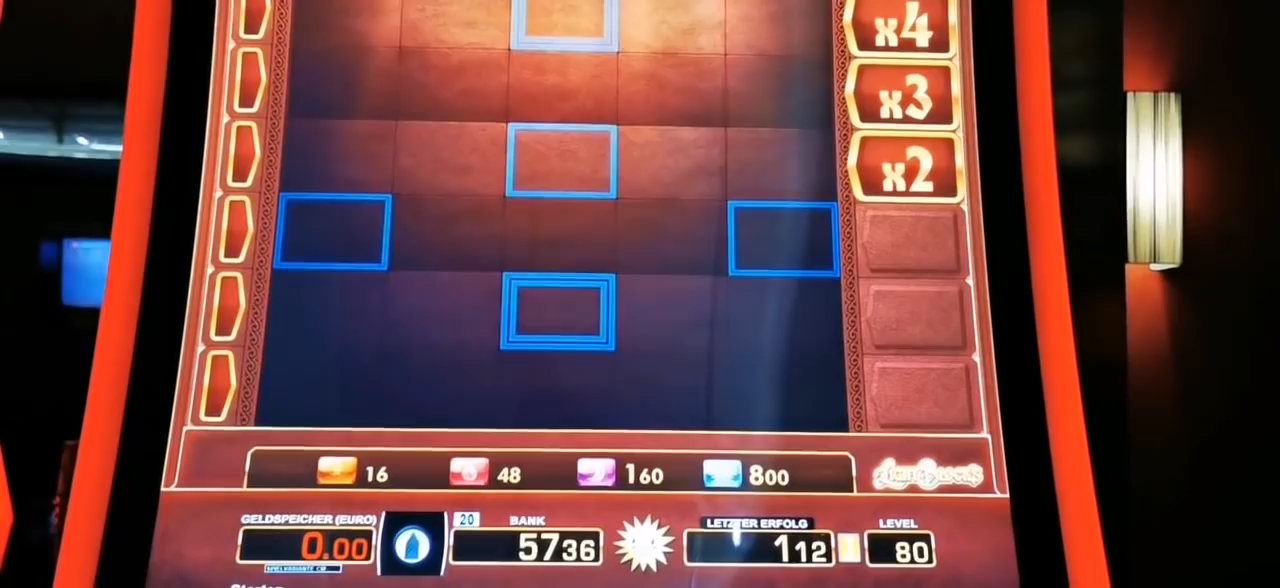 x4
x3
x2
16 48 160 800
GELDSPEICHER (EURO) 20 BANK LETZTER ERFOLG LEVEL
0.00 5736 112 80